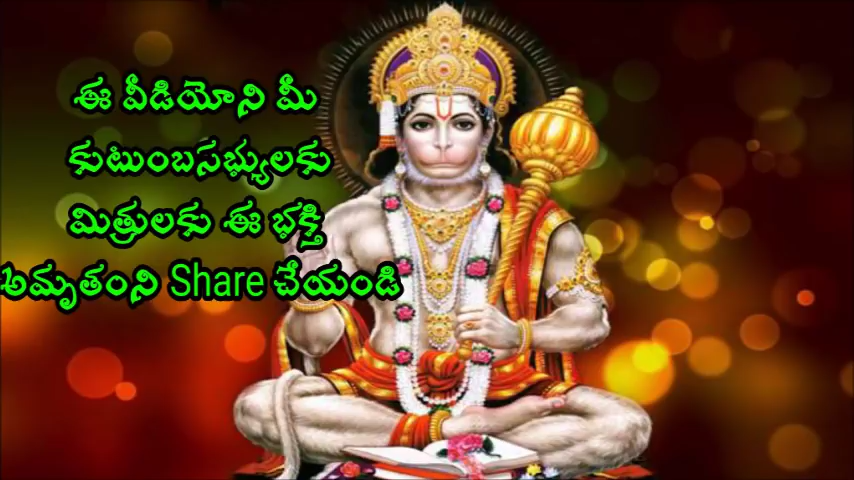 ఈ వీడియోని మీ
కుటుంబసభ్యులకు
మిత్రులకు ఈ భక్తి
అమృతంని Share చేయండి